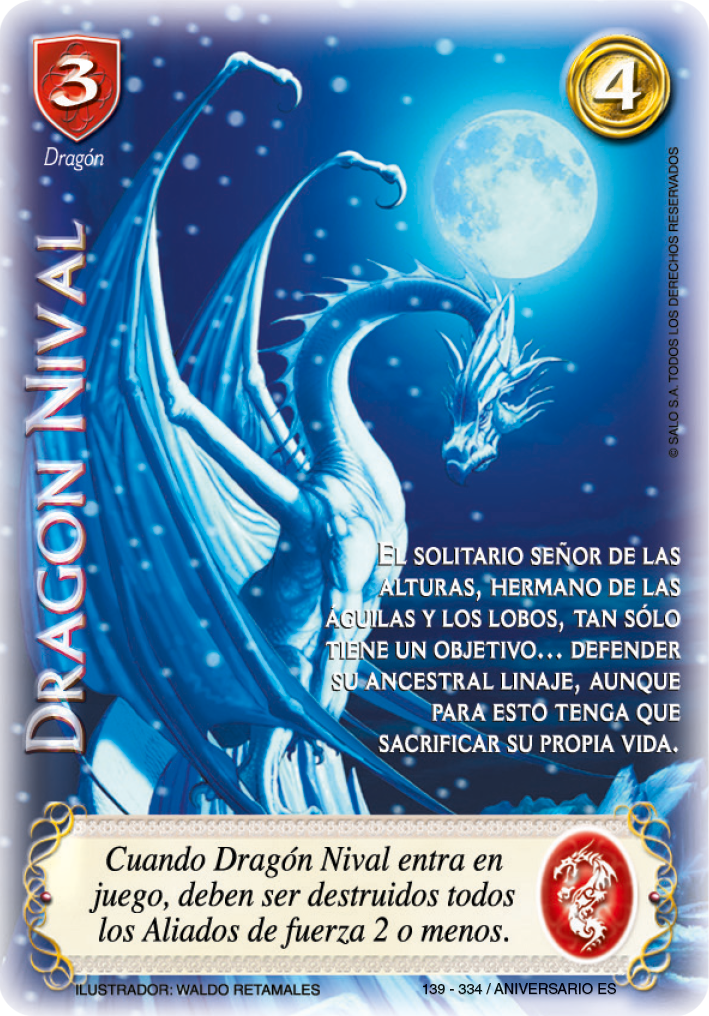 3
4
Dragón
DRAGÓN NIVAL
© SALO S.A. TODOS LOS DERECHOS RESERVADOS
EL SOLITARIO SEÑOR DE LAS
ALTURAS, HERMANO DE LAS
ÁGUILAS Y LOS LOBOS, TAN SÓLO
TIENE UN OBJETIVO... DEFENDER
SU ANCESTRAL LINAJE, AUNQUE
PARA ESTO TENGA QUE
SACRIFICAR SU PROPIA VIDA.
Cuando Dragón Nival entra en
juego, deben ser destruidos todos
los Aliados de fuerza 2 o menos.
ILUSTRADOR: WALDO RETAMALES
139 - 334 / ANIVERSARIO ES